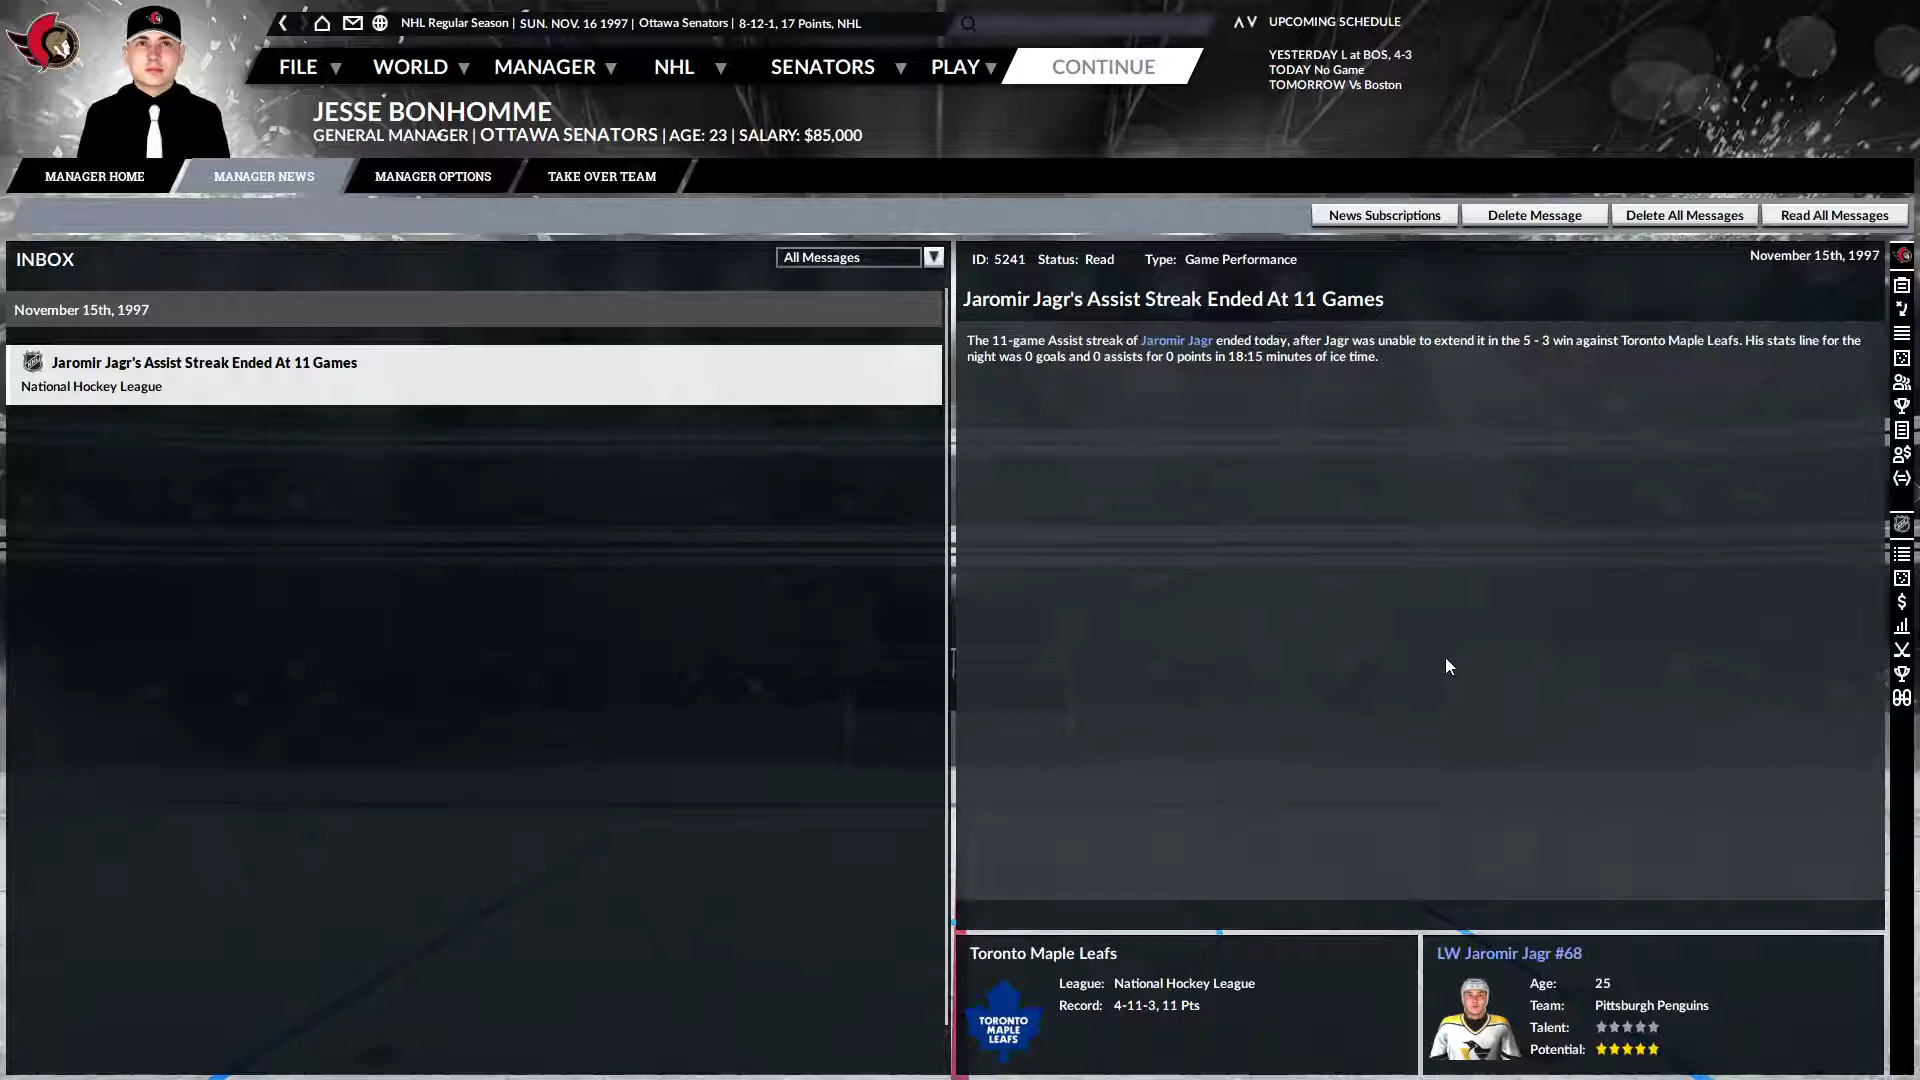 NHL Regular Season | SUN. NOV. 16 1997 | Ottawa Senators | 8-12-1, 17 Points, NHL
UPCOMING SCHEDULE
YESTERDAY L at BOS, 4-3
TODAY No Game
TOMORROW Vs Boston
FILE WORLD MANAGER NHL SENATORS PLAY CONTINUE
JESSE BONHOMME
GENERAL MANAGER | OTTAWA SENATORS | AGE: 23 | SALARY: $85,000
MANAGER HOME MANAGER NEWS MANAGER OPTIONS TAKE OVER TEAM
News Subscriptions Delete Message Delete All Messages Read All Messages
INBOX All Messages
November 15th, 1997
Jaromir Jagr's Assist Streak Ended At 11 Games
National Hockey League
ID: 5241 Status: Read Type: Game Performance November 15th, 1997
Jaromir Jagr's Assist Streak Ended At 11 Games
The 11-game Assist streak of Jaromir Jagr ended today, after Jagr was unable to extend it in the 5 - 3 win against Toronto Maple Leafs. His stats line for the
night was 0 goals and 0 assists for 0 points in 18:15 minutes of ice time.
Toronto Maple Leafs
League: National Hockey League
Record: 4-11-3, 11 Pts
TORONTO
MAPLE
LEAFS
LW Jaromir Jagr #68
Age: 25
Team: Pittsburgh Penguins
Talent:
Potential: